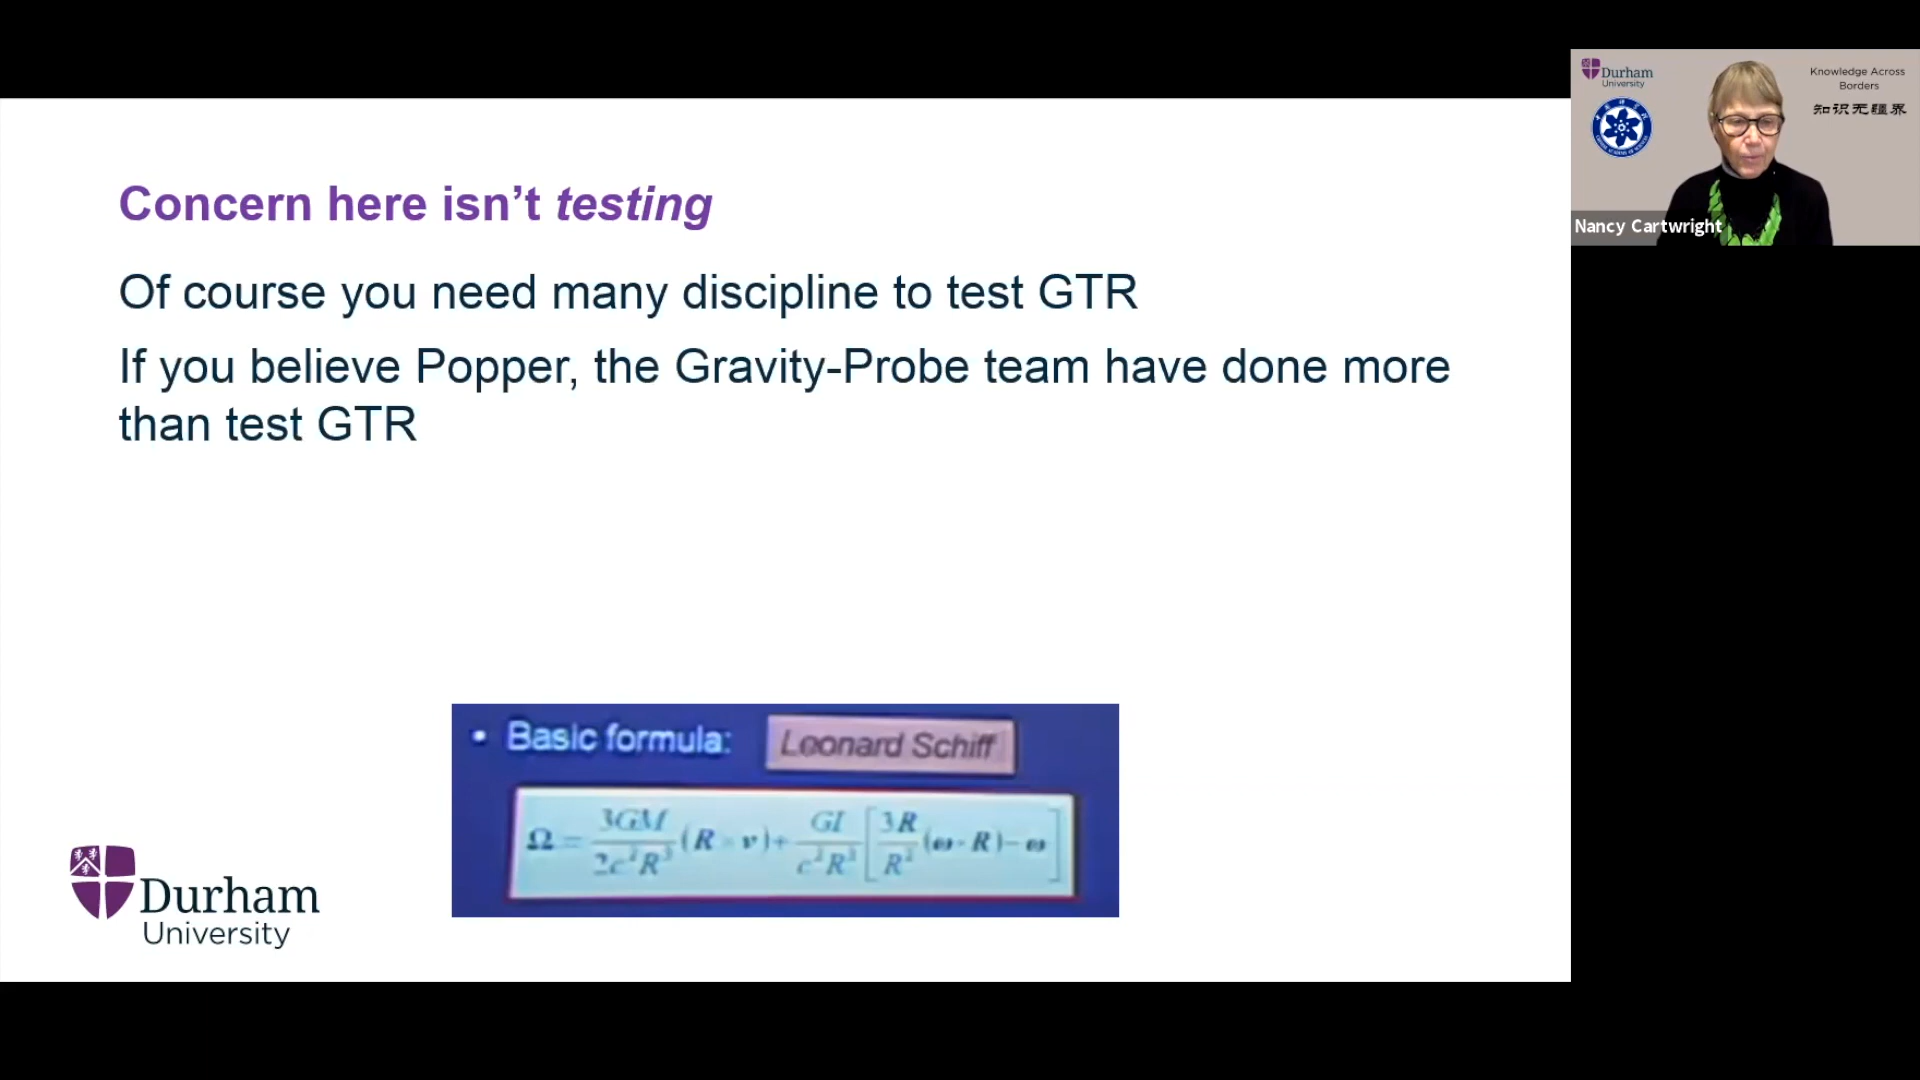 Concern here isn’t testing
Of course you need many discipline to test GTR
If you believe Popper, the Gravity-Probe team have done more
than test GTR
• Basic formula:
Leonard Schiff
Ω = 3GM / 2c²R³ (R × v) + GI / c²R³ [ 3R / R² (ω · R) − ω ]
Durham
University
Durham
University
Knowledge Across
Borders
知识无疆界
Nancy Cartwright